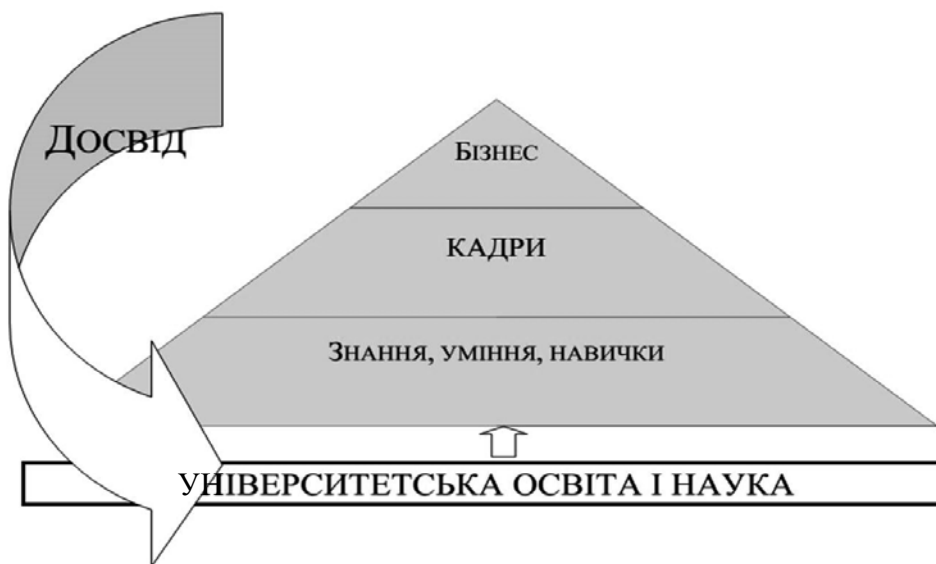 ДОСВІД
БІЗНЕС
КАДРИ
ЗНАННЯ, УМІННЯ, НАВИЧКИ
УНІВЕРСИТЕТСЬКА ОСВІТА І НАУКА